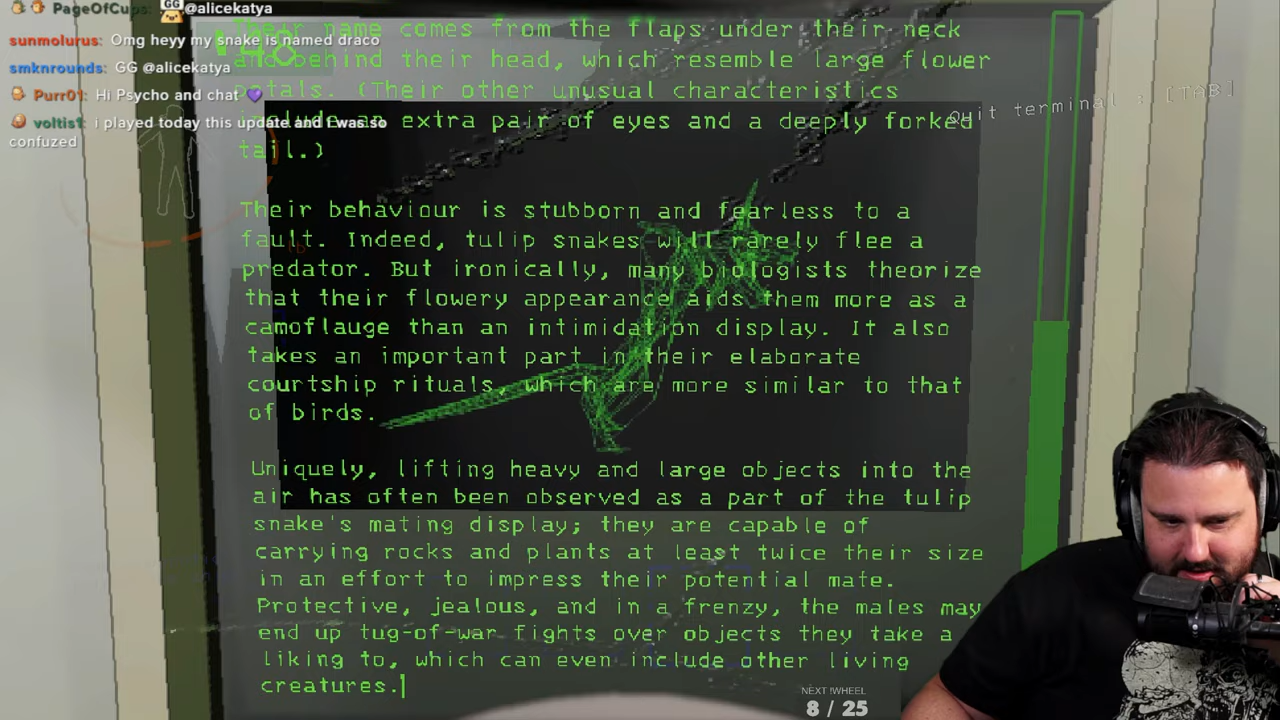 PageOfCups: GG @alicekatya
sunmolurus: Omg heyy my snake is named draco
smknrounds: GG @alicekatya
Purr01: Hi Psycho and chat
voltis1: i played today this update and i was so
confuzed
Their name comes from the flaps under their neck
and behind their head, which resemble large flower
petals. (Their other unusual characteristics
include an extra pair of eyes and a deeply forked
tail.)
Quit terminal : [TAB]
Their behaviour is stubborn and fearless to a
fault. Indeed, tulip snakes will rarely flee a
predator. But ironically, many biologists theorize
that their flowery appearance aids them more as a
camoflauge than an intimidation display. It also
takes an important part in their elaborate
courtship rituals, which are more similar to that
of birds.
Uniquely, lifting heavy and large objects into the
air has often been observed as a part of the tulip
snake's mating display; they are capable of
carrying rocks and plants at least twice their size
in an effort to impress their potential mate.
Protective, jealous, and in a frenzy, the males may
end up tug-of-war fights over objects they take a
liking to, which can even include other living
creatures.
NEXT !WHEEL
8 / 25